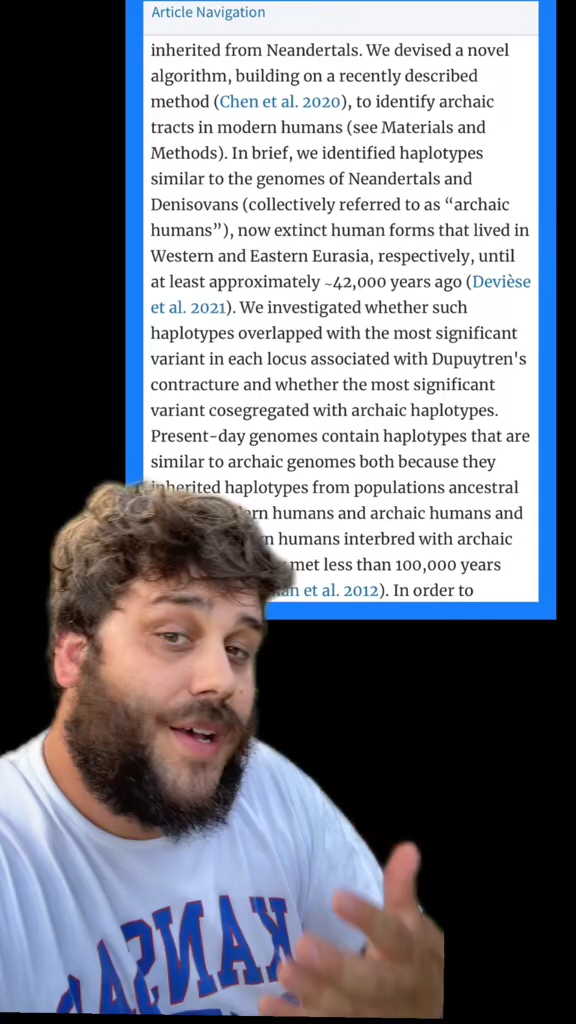 Article Navigation
inherited from Neandertals. We devised a novel
algorithm, building on a recently described
method (Chen et al. 2020), to identify archaic
tracts in modern humans (see Materials and
Methods). In brief, we identified haplotypes
similar to the genomes of Neandertals and
Denisovans (collectively referred to as “archaic
humans”), now extinct human forms that lived in
Western and Eastern Eurasia, respectively, until
at least approximately ~42,000 years ago (Devièse
et al. 2021). We investigated whether such
haplotypes overlapped with the most significant
variant in each locus associated with Dupuytren's
contracture and whether the most significant
variant cosegregated with archaic haplotypes.
Present-day genomes contain haplotypes that are
similar to archaic genomes both because they
inherited haplotypes from populations ancestral
humans and archaic humans and
humans interbred with archaic
met less than 100,000 years
et al. 2012). In order to
KANSAS